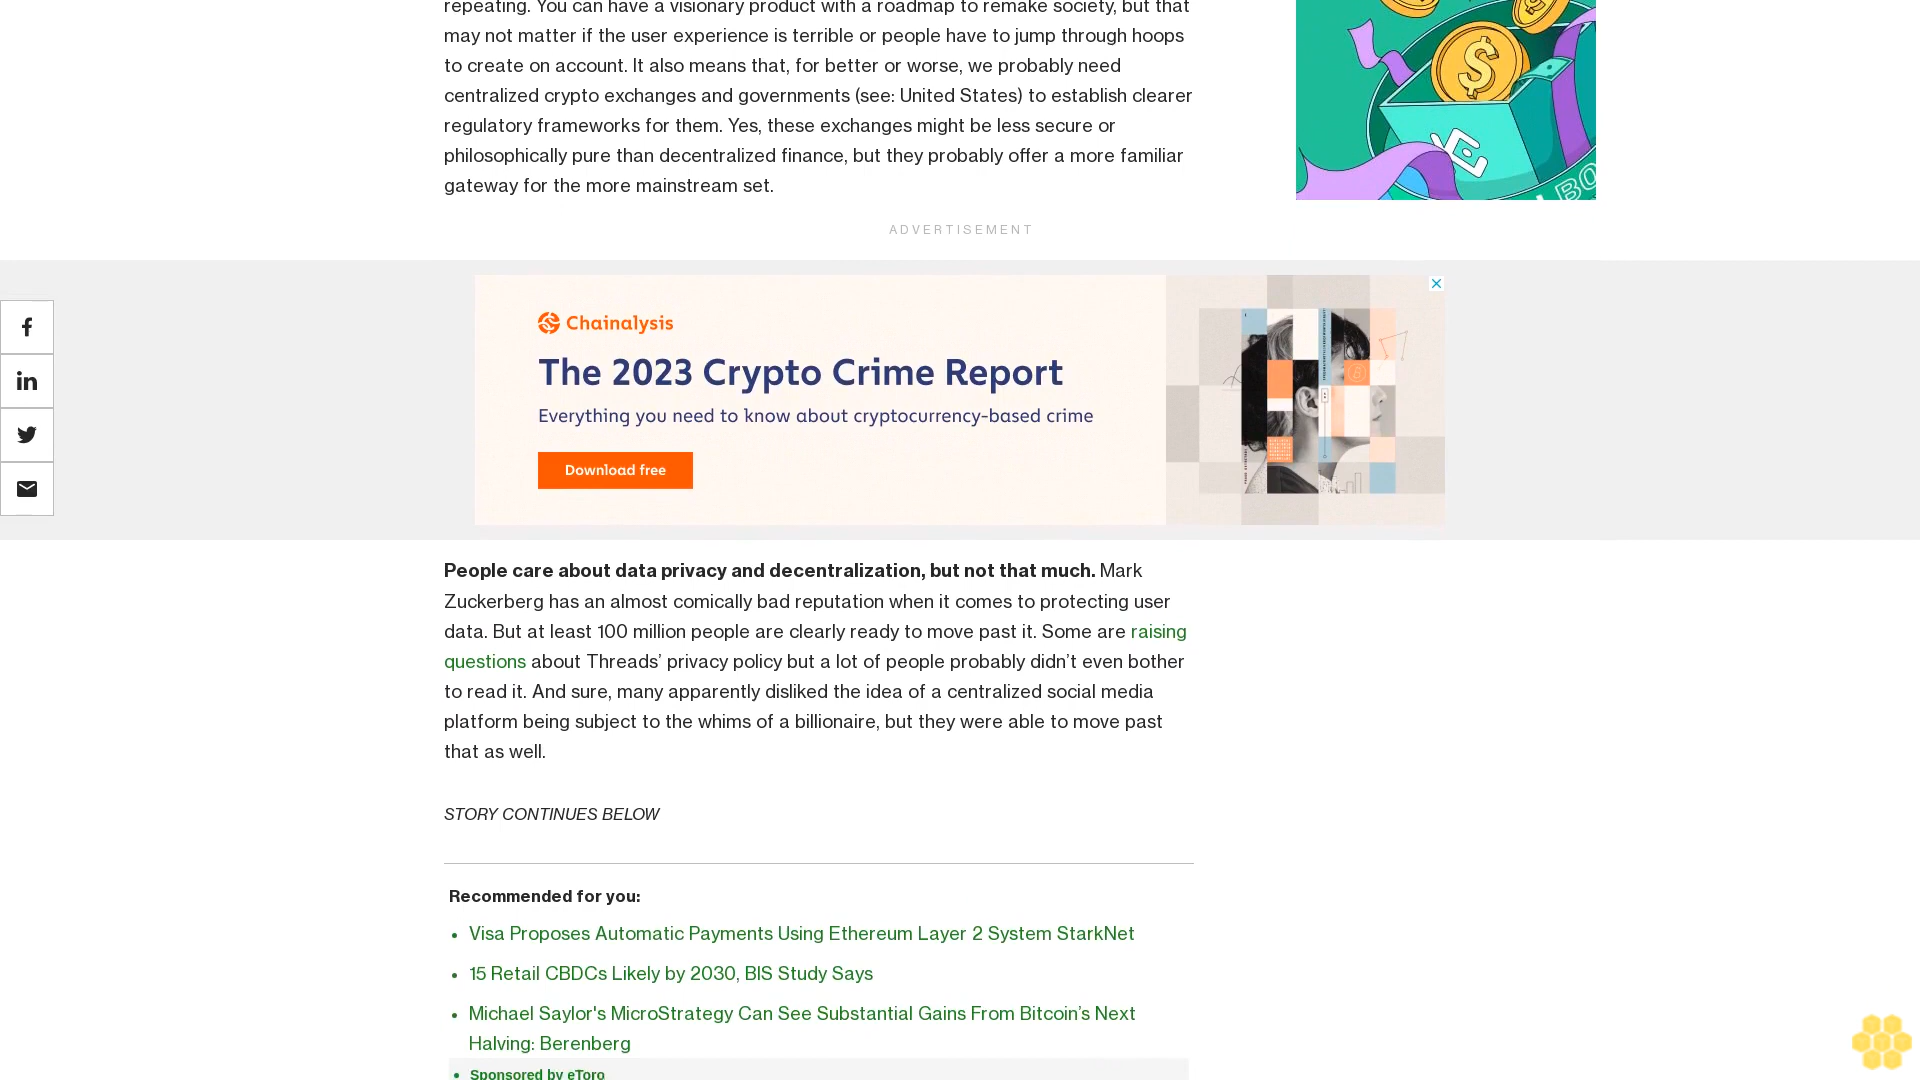 repeating. You can have a visionary product with a roadmap to remake society, but that
may not matter if the user experience is terrible or people have to jump through hoops
to create on account. It also means that, for better or worse, we probably need
centralized crypto exchanges and governments (see: United States) to establish clearer
regulatory frameworks for them. Yes, these exchanges might be less secure or
philosophically pure than decentralized finance, but they probably offer a more familiar
gateway for the more mainstream set.
ADVERTISEMENT
Chainalysis
The 2023 Crypto Crime Report
Everything you need to know about cryptocurrency-based crime
Download free
People care about data privacy and decentralization, but not that much. Mark
Zuckerberg has an almost comically bad reputation when it comes to protecting user
data. But at least 100 million people are clearly ready to move past it. Some are raising
questions about Threads’ privacy policy but a lot of people probably didn’t even bother
to read it. And sure, many apparently disliked the idea of a centralized social media
platform being subject to the whims of a billionaire, but they were able to move past
that as well.
STORY CONTINUES BELOW
Recommended for you:
• Visa Proposes Automatic Payments Using Ethereum Layer 2 System StarkNet
• 15 Retail CBDCs Likely by 2030, BIS Study Says
• Michael Saylor's MicroStrategy Can See Substantial Gains From Bitcoin’s Next
Halving: Berenberg
• Sponsored by eToro